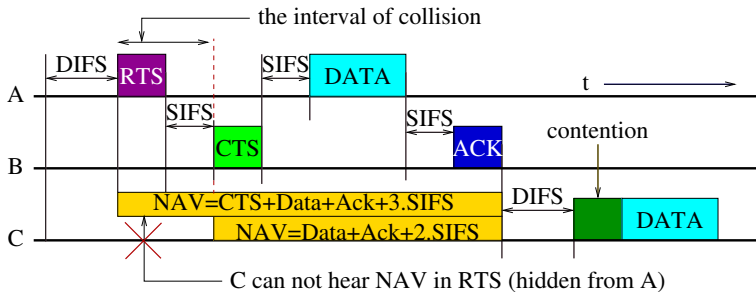 the interval of collision
DIFS
RTS
SIFS
DATA
t
A
SIFS
CTS
SIFS
ACK
contention
B
NAV=CTS+Data+Ack+3.SIFS
DIFS
DATA
NAV=Data+Ack+2.SIFS
C
C can not hear NAV in RTS (hidden from A)